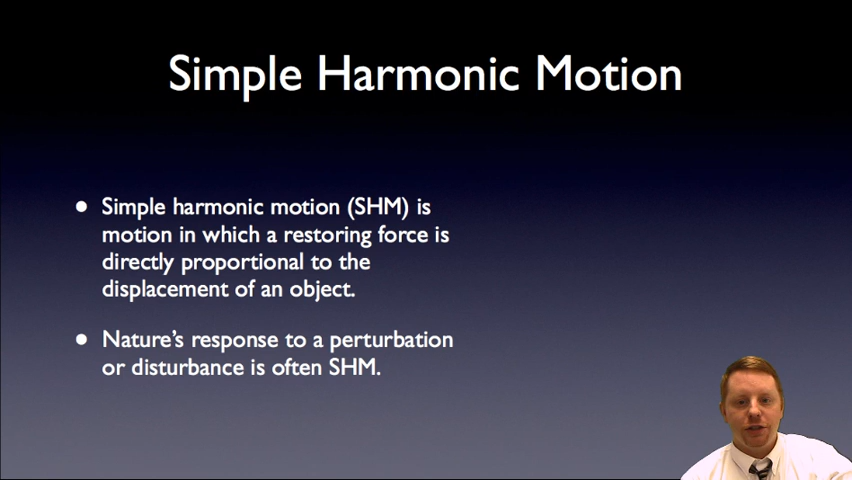 Simple Harmonic Motion
• Simple harmonic motion (SHM) is
motion in which a restoring force is
directly proportional to the
displacement of an object.
• Nature's response to a perturbation
or disturbance is often SHM.